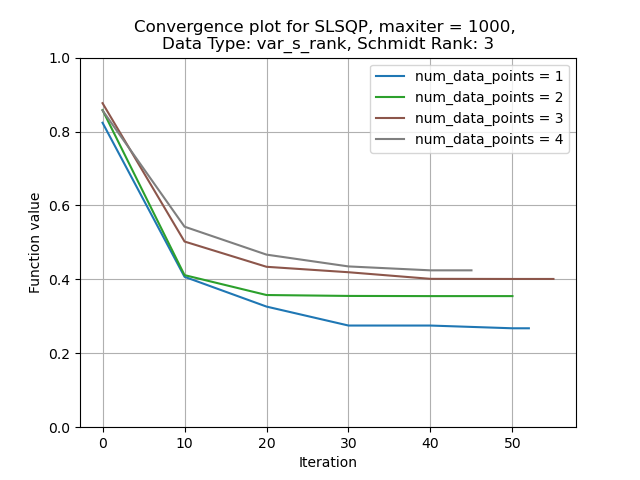 Convergence plot for SLSQP, maxiter = 1000,
Data Type: var_s_rank, Schmidt Rank: 3
num_data_points = 1
num_data_points = 2
num_data_points = 3
num_data_points = 4
Function value
1.0
0.8
0.6
0.4
0.2
0.0
0 10 20 30 40 50
Iteration